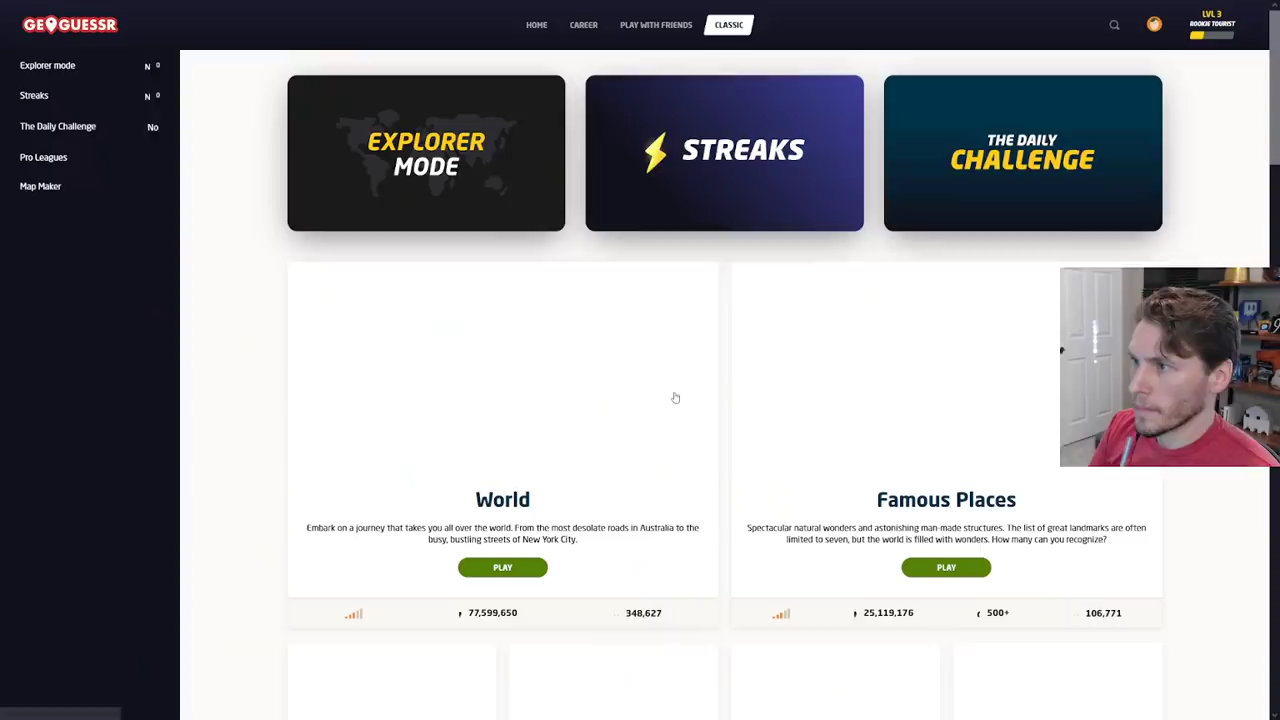 GEOGUESSR
HOME
CAREER
PLAY WITH FRIENDS
CLASSIC
LVL 3
ROOKIE TOURIST
Explorer mode
Streaks
The Daily Challenge
No
Pro Leagues
Map Maker
EXPLORER
MODE
STREAKS
THE DAILY
CHALLENGE
World
Embark on a journey that takes you all over the world. From the most desolate roads in Australia to the
busy, bustling streets of New York City.
PLAY
77,599,650
348,627
Famous Places
Spectacular natural wonders and astonishing man-made structures. The list of great landmarks are often
limited to seven, but the world is filled with wonders. How many can you recognize?
PLAY
25,119,176
500+
106,771